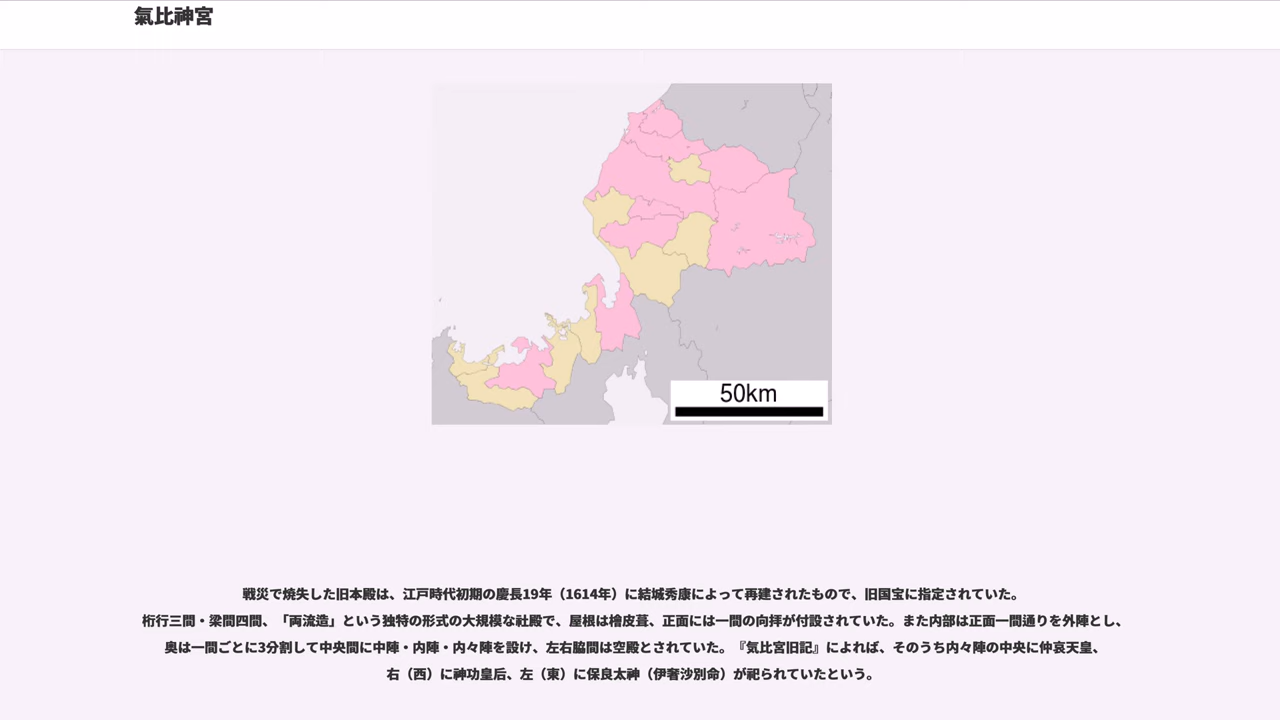 氣比神宮
50km
戦災で焼失した旧本殿は、江戸時代初期の慶長19年（1614年）に結城秀康によって再建されたもので、旧国宝に指定されていた。
桁行三間・梁間四間、「両流造」という独特の形式の大規模な社殿で、屋根は檜皮葺、正面には一間の向拝が付設されていた。また内部は正面一間通りを外陣とし、
奥は一間ごとに3分割して中央間に中陣・内陣・内々陣を設け、左右脇間は空殿とされていた。『気比宮旧記』によれば、そのうち内々陣の中央に仲哀天皇、
右（西）に神功皇后、左（東）に保良太神（伊奢沙別命）が祀られていたという。